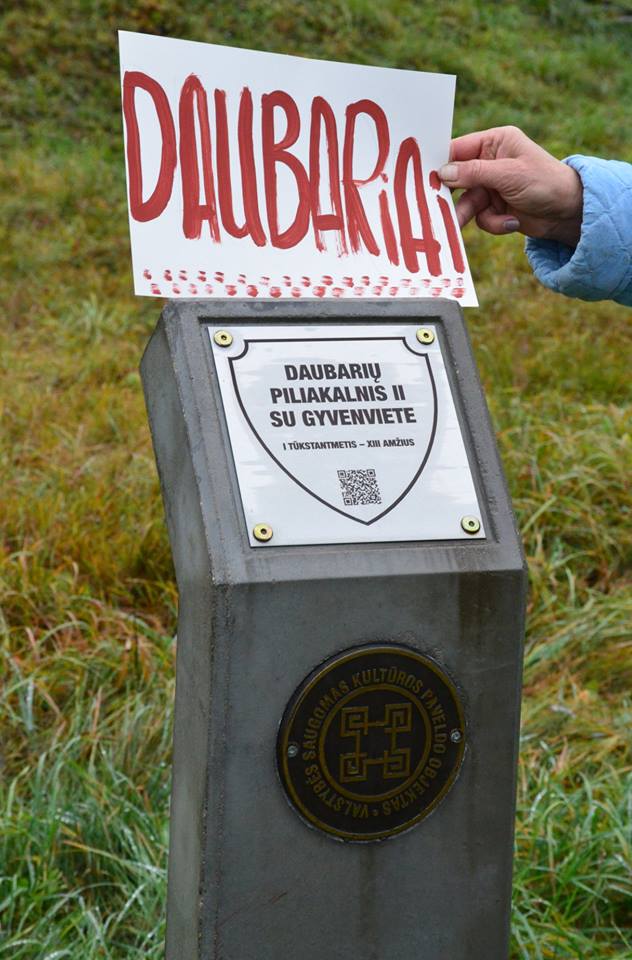 DAUBARiAi
DAUBARIŲ
PILIAKALNIS II
SU GYVENVIETE
I TŪKSTANTMETIS – XIII AMŽIUS
VALSTYBĖS SAUGOMAS KULTŪROS PAVELDO OBJEKTAS